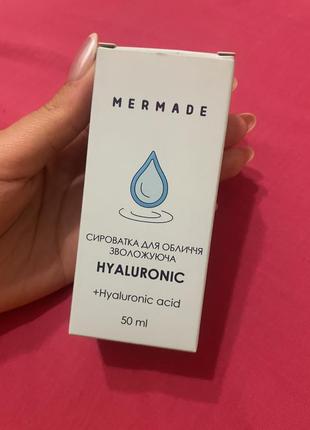 MERMADE
СИРОВАТКА ДЛЯ ОБЛИЧЧЯ
ЗВОЛОЖУЮЧА
HYALURONIC
+Hyaluronic acid
50 ml